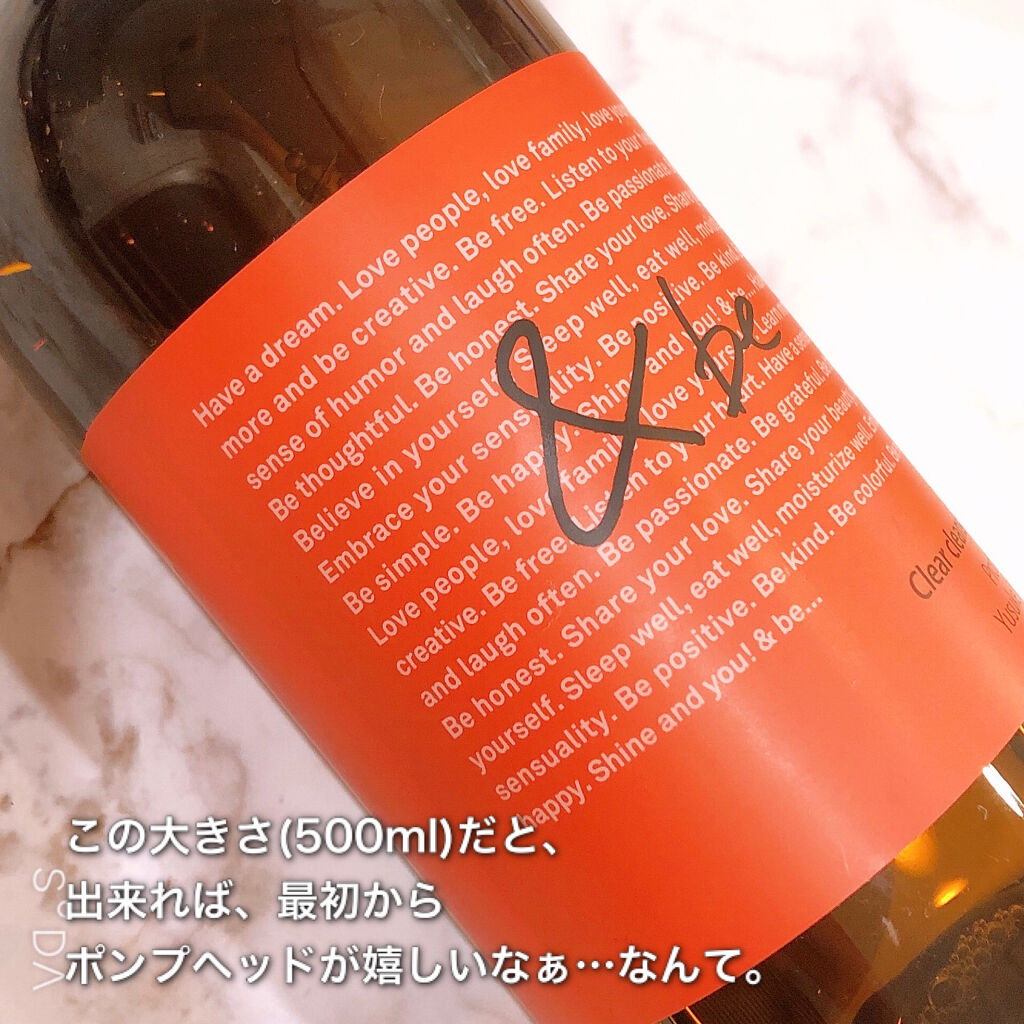 Have a dream. Love people, love family, love
more and be creative. Be free. Listen to your
sense of humor and laugh often. Be passionate
Be thoughtful. Be honest. Share your love. Share
Believe in yourself. Sleep well, eat well,
Embrace your sensuality. Be positive. Be kind.
Be simple. Be happy. Shine and you! & be...
Love people, love family, love yourself. Learn
creative. Be free. Listen to your heart. Have a
and laugh often. Be passionate. Be grateful.
Be honest. Share your love. Share your
yourself. Sleep well, eat well, moisturize well.
sensuality. Be positive. Be kind. Be colorful.
happy. Shine and you! & be...
& be
Clear
この大きさ(500ml)だと、
出来れば、最初から
ポンプヘッドが嬉しいなぁ…なんて。
SODA